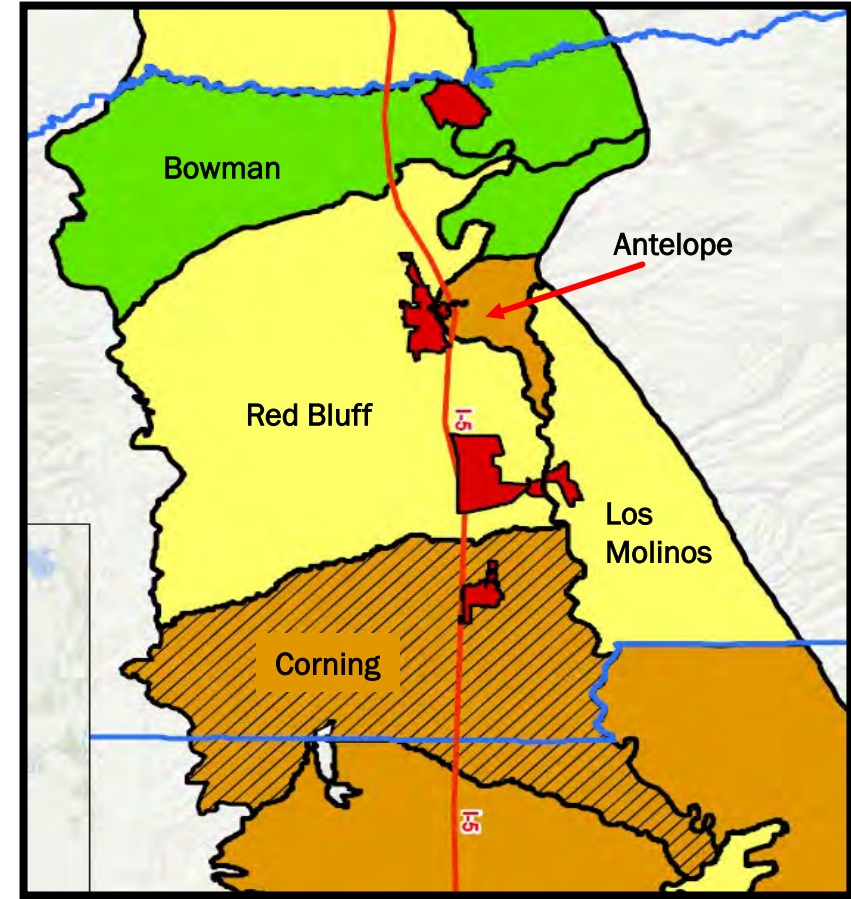 Bowman
Antelope
Red Bluff
I-5
Los
Molinos
Corning
I-5